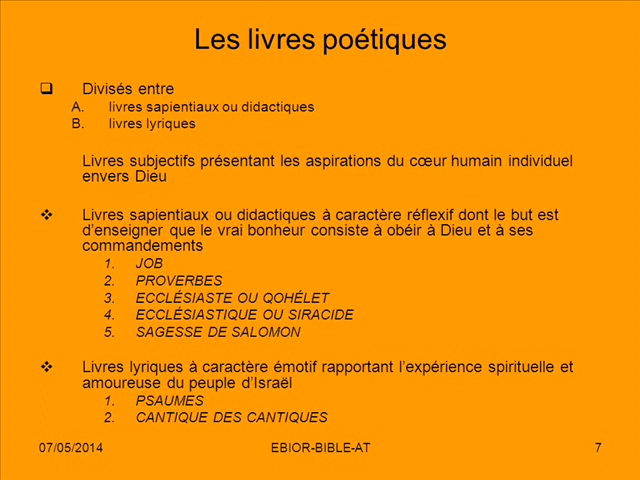 Les livres poétiques
❑ Divisés entre
A. livres sapientiaux ou didactiques
B. livres lyriques
Livres subjectifs présentant les aspirations du cœur humain individuel
envers Dieu
❖ Livres sapientiaux ou didactiques à caractère réflexif dont le but est
d’enseigner que le vrai bonheur consiste à obéir à Dieu et à ses
commandements
1. JOB
2. PROVERBES
3. ECCLÉSIASTE OU QOHÉLET
4. ECCLÉSIASTIQUE OU SIRACIDE
5. SAGESSE DE SALOMON
❖ Livres lyriques à caractère émotif rapportant l’expérience spirituelle et
amoureuse du peuple d’Israël
1. PSAUMES
2. CANTIQUE DES CANTIQUES
07/05/2014 EBIOR-BIBLE-AT 7